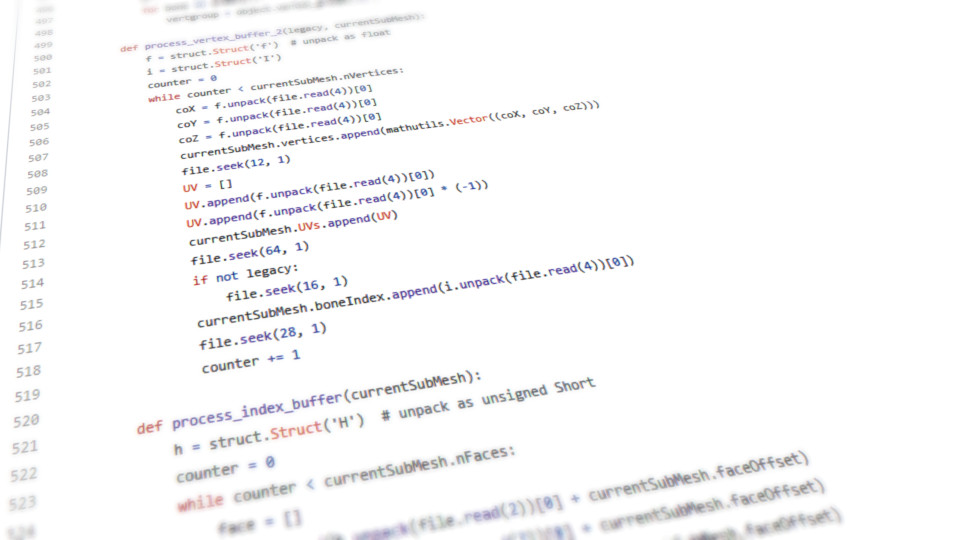 497
498 vertgroup =
499
500 def process_vertex_buffer_2(legacy, currentSubMesh):
501 f = struct.Struct('f') # unpack as float
502 i = struct.Struct('I')
503 counter = 0
504 while counter < currentSubMesh.nVertices:
505 coX = f.unpack(file.read(4))[0]
506 coY = f.unpack(file.read(4))[0]
507 coZ = f.unpack(file.read(4))[0]
508 currentSubMesh.vertices.append(mathutils.Vector((coX, coY, coZ)))
509 file.seek(12, 1)
510 UV = []
511 UV.append(f.unpack(file.read(4))[0])
512 UV.append(f.unpack(file.read(4))[0] * (-1))
513 currentSubMesh.UVs.append(UV)
514 file.seek(64, 1)
515 if not legacy:
516 file.seek(16, 1)
517 currentSubMesh.boneIndex.append(i.unpack(file.read(4))[0])
518 file.seek(28, 1)
519 counter += 1
520
521 def process_index_buffer(currentSubMesh):
522 h = struct.Struct('H') # unpack as unsigned Short
523 counter = 0
524 while counter < currentSubMesh.nFaces:
face = []
unpack(file.read(2))[0] + currentSubMesh.faceOffset)
[0] + currentSubMesh.faceOffset)
faceOffset)